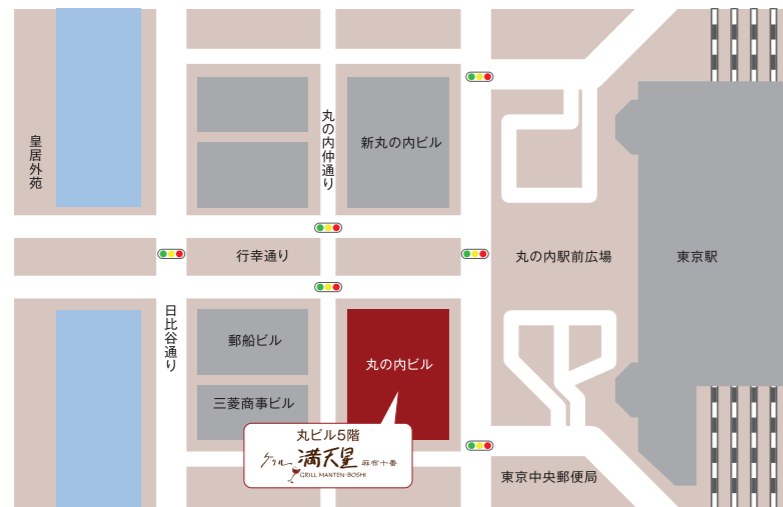 皇居外苑
丸の内仲通り
新丸の内ビル
行幸通り
丸の内駅前広場
東京駅
日比谷通り
郵船ビル
丸の内ビル
三菱商事ビル
丸ビル5階
グリル 満天星 麻布十番
GRILL MANTEN-BOSHI
東京中央郵便局